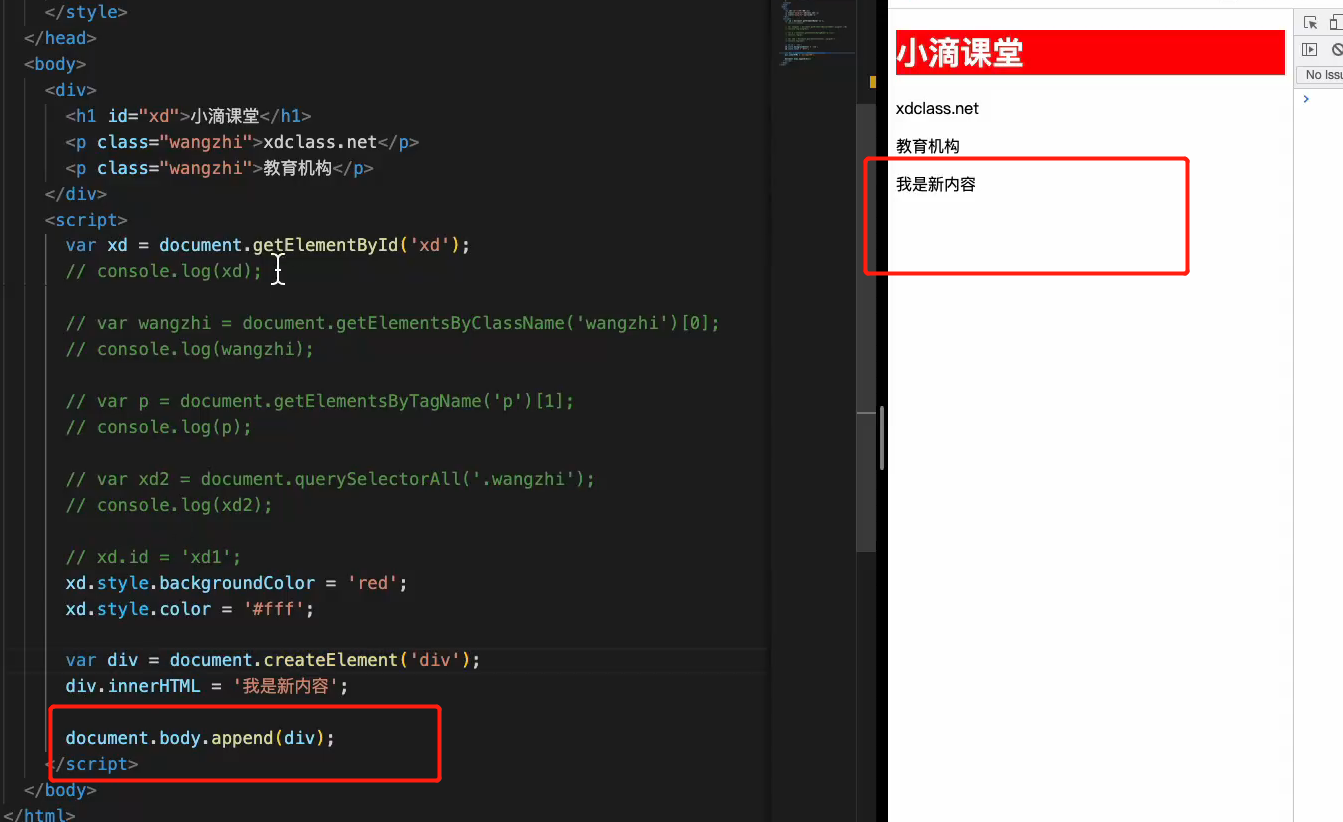 </style>
</head>
<body>
<div>
<h1 id="xd">小滴课堂</h1>
<p class="wangzhi">xdclass.net</p>
<p class="wangzhi">教育机构</p>
</div>
<script>
var xd = document.getElementById('xd');
// console.log(xd);
// var wangzhi = document.getElementsByClassName('wangzhi')[0];
// console.log(wangzhi);
// var p = document.getElementsByTagName('p')[1];
// console.log(p);
// var xd2 = document.querySelectorAll('.wangzhi');
// console.log(xd2);
// xd.id = 'xd1';
xd.style.backgroundColor = 'red';
xd.style.color = '#fff';
var div = document.createElement('div');
div.innerHTML = '我是新内容';
document.body.append(div);
</script>
</body>
</html>
小滴课堂
xdclass.net
教育机构
我是新内容
No Issu